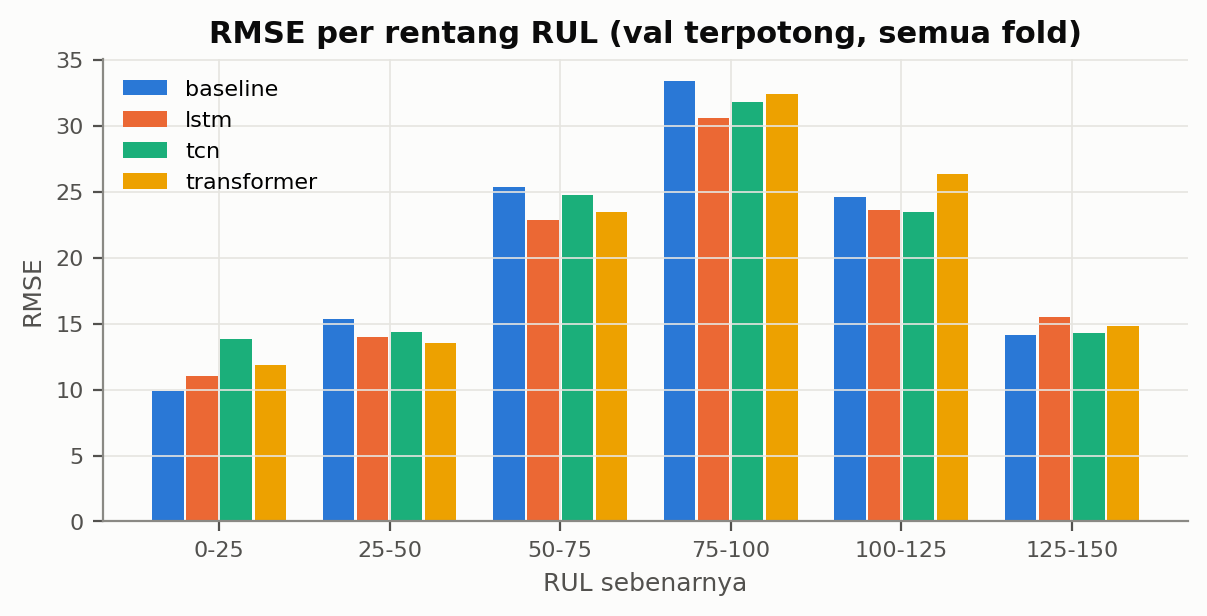 RMSE per rentang RUL (val terpotong, semua fold)
baseline
lstm
tcn
transformer
RMSE
35
30
25
20
15
10
5
0
0-25
25-50
50-75
75-100
100-125
125-150
RUL sebenarnya